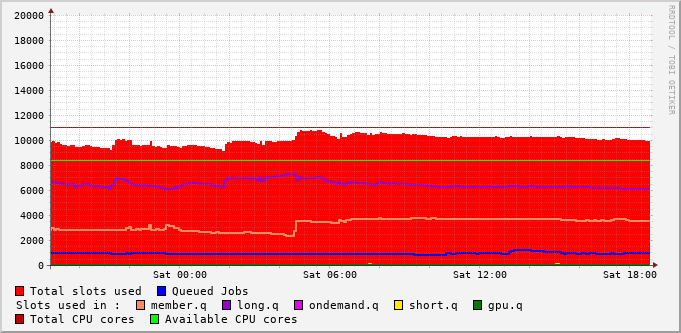 RRDTOOL / TOBI OETIKER
20000
18000
16000
14000
12000
10000
8000
6000
4000
2000
0
Sat 00:00 Sat 06:00 Sat 12:00 Sat 18:00
Total slots used Queued Jobs
Slots used in : member.q long.q ondemand.q short.q gpu.q
Total CPU cores Available CPU cores